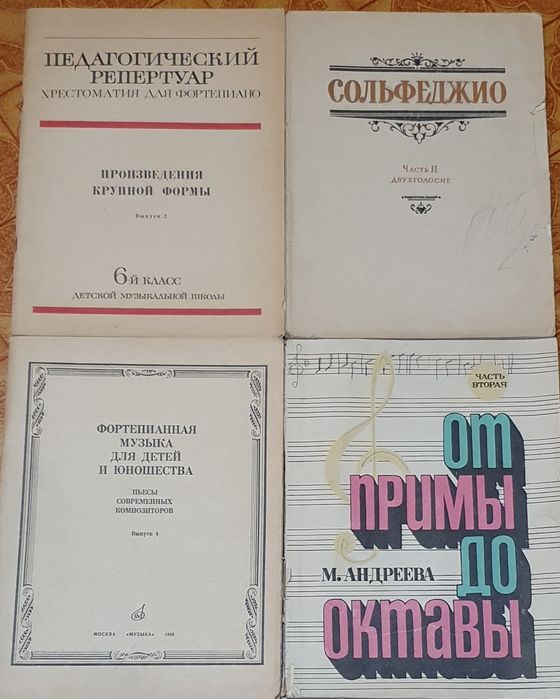 ПЕДАГОГИЧЕСКИЙ
РЕПЕРТУАР
ХРЕСТОМАТИЯ ДЛЯ ФОРТЕПИАНО
ПРОИЗВЕДЕНИЯ
КРУПНОЙ ФОРМЫ
Выпуск 2
6-й КЛАСС
ДЕТСКОЙ МУЗЫКАЛЬНОЙ ШКОЛЫ
СОЛЬФЕДЖИО
ЧАСТЬ II
ДВУХГОЛОСИЕ
ФОРТЕПИАННАЯ
МУЗЫКА
ДЛЯ ДЕТЕЙ
И ЮНОШЕСТВА
ПЬЕСЫ
СОВРЕМЕННЫХ
КОМПОЗИТОРОВ
Выпуск 4
МОСКВА «МУЗЫКА»
ЧАСТЬ
ВТОРАЯ
ОТ
ПРИМЫ
М. АНДРЕЕВА
ДО
ОКТАВЫ